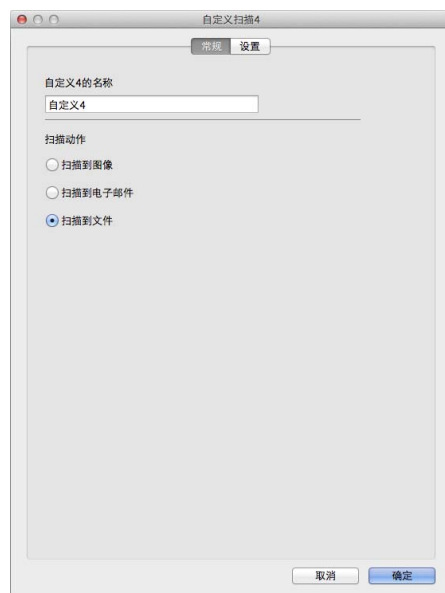 自定义扫描4
常规 设置
自定义4的名称
自定义4
扫描动作
扫描到图像
扫描到电子邮件
扫描到文件
取消 确定